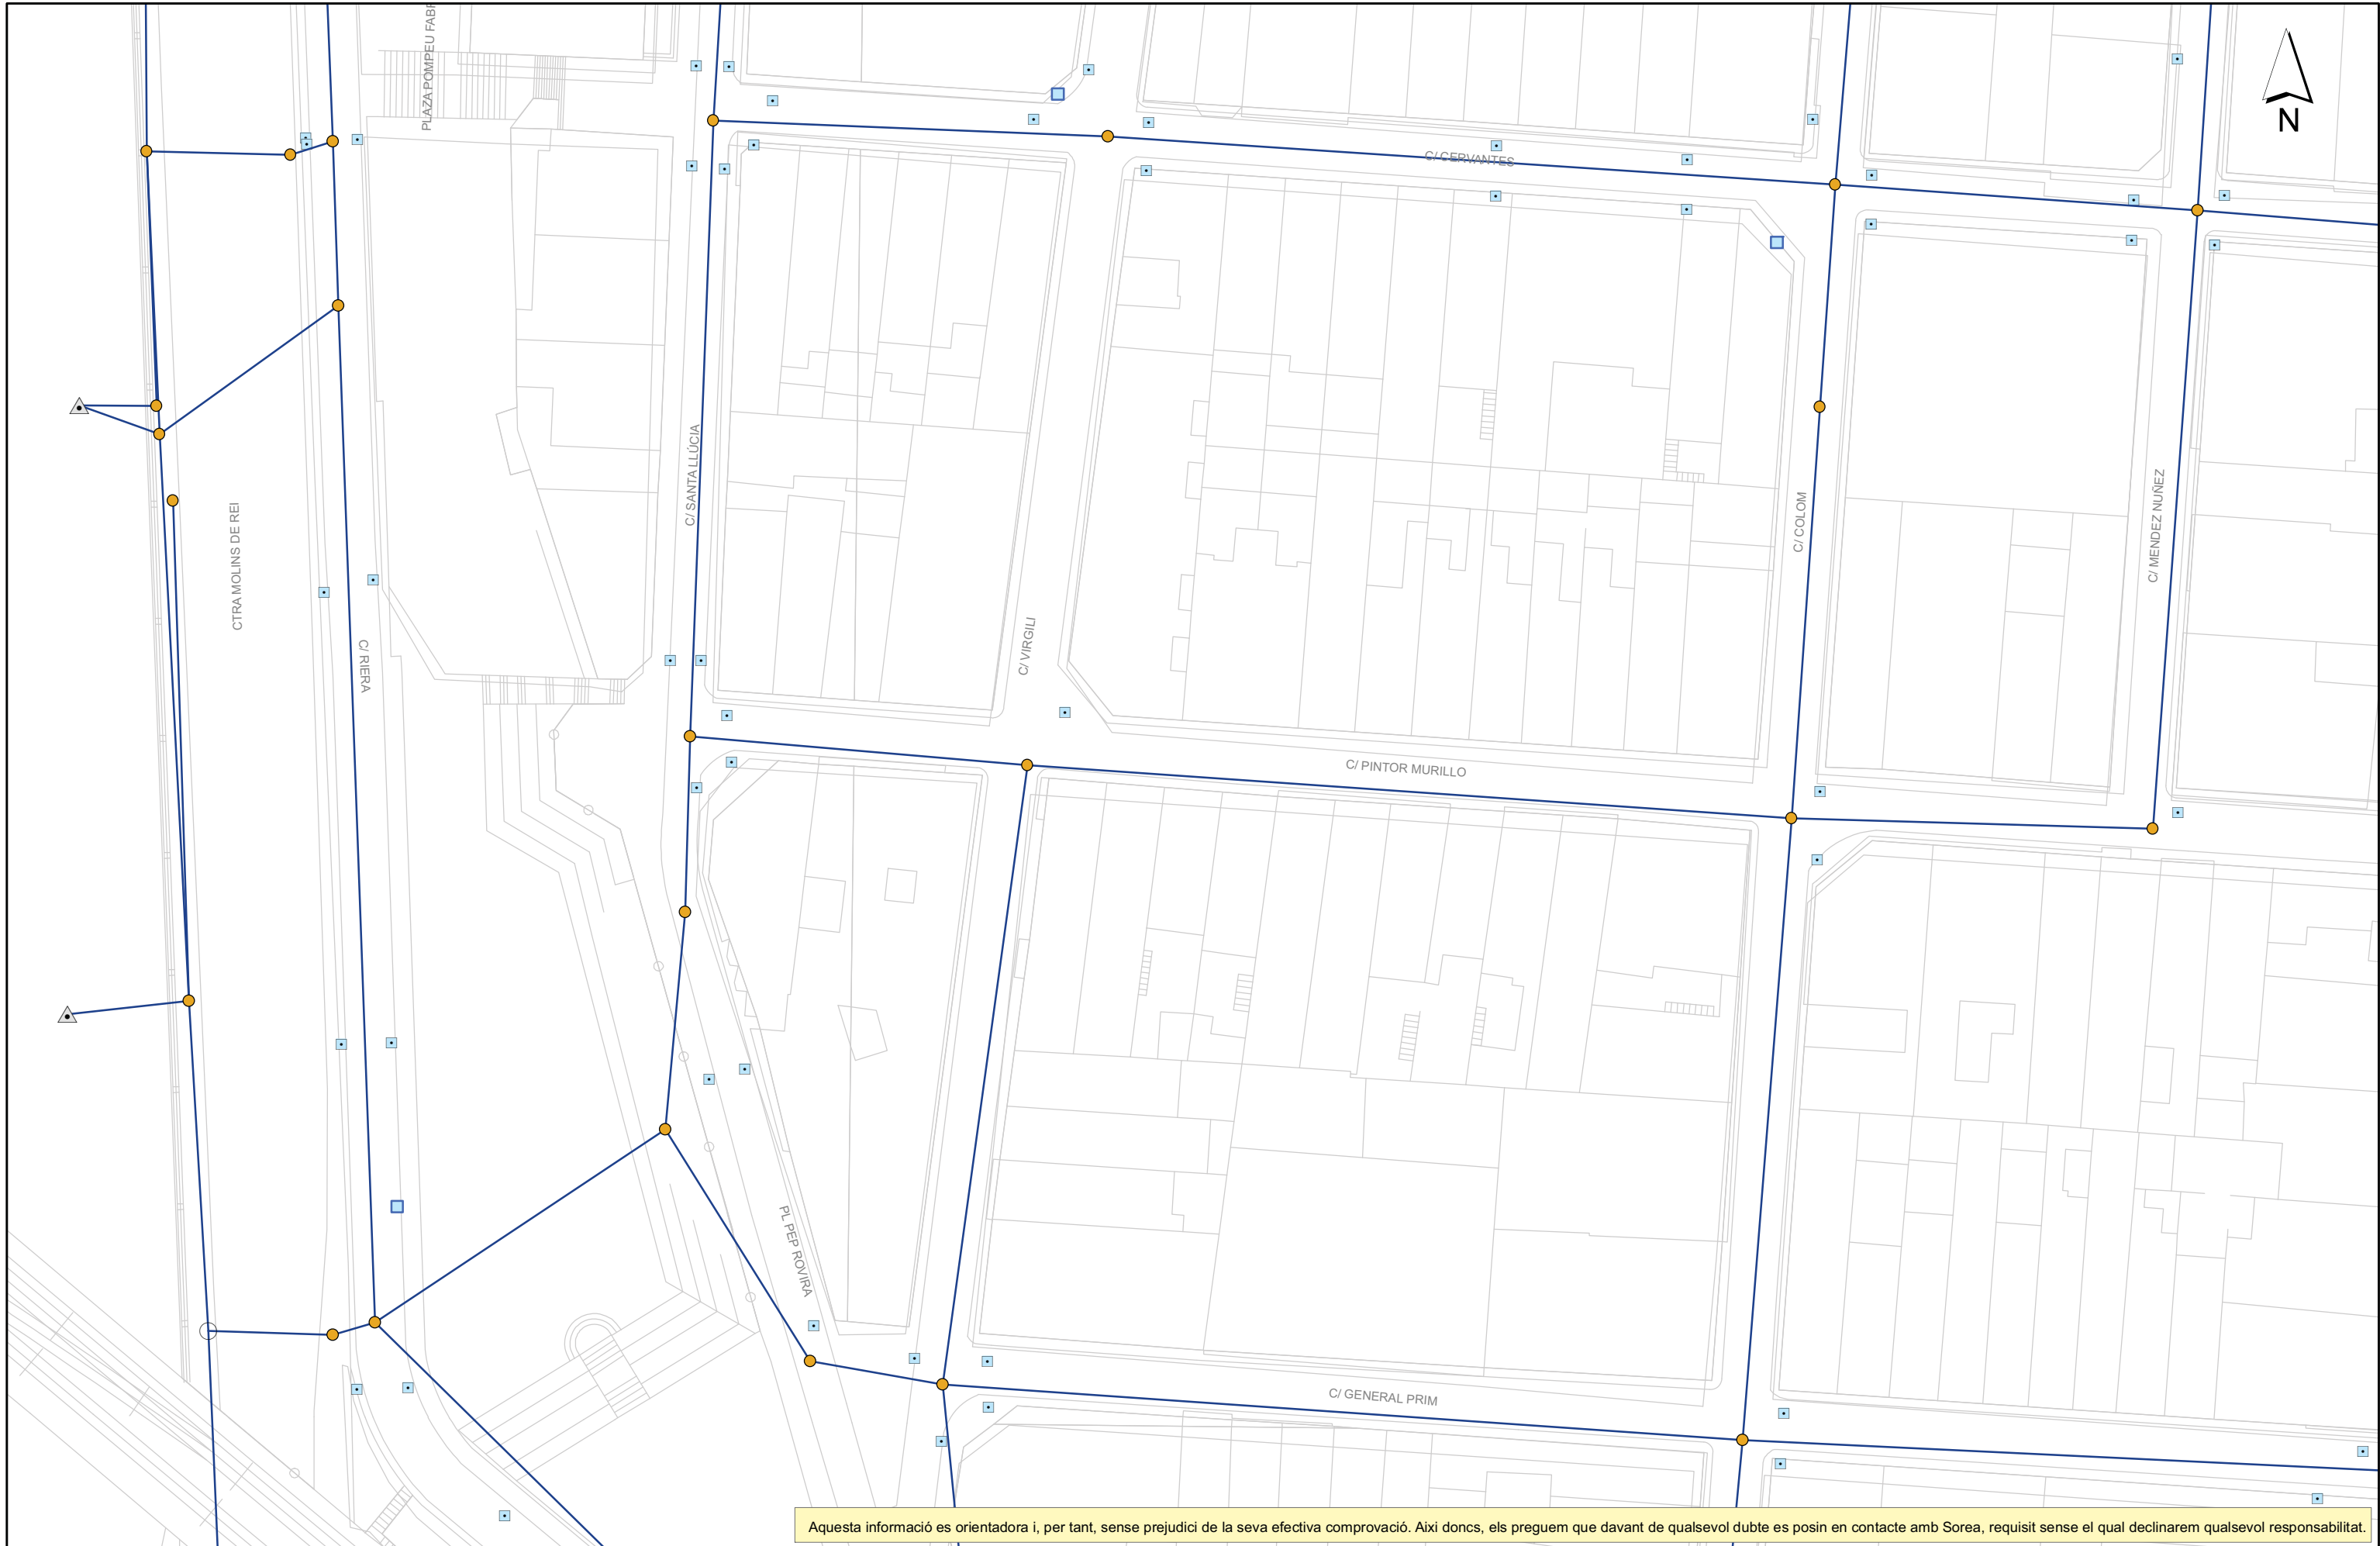 PLAZA POMPEU FABR
N
C/ CERVANTES
C/ SANTA LLÚCIA
C/ COLOM
C/ MENDEZ NUÑEZ
CTRA MOLINS DE REI
C/ RIERA
C/ VIRGILI
C/ PINTOR MURILLO
PL PEP ROVIRA
C/ GENERAL PRIM
Aquesta informació es orientadora i, per tant, sense prejudici de la seva efectiva comprovació. Aixi doncs, els preguem que davant de qualsevol dubte es posin en contacte amb Sorea, requisit sense el qual declinarem qualsevol responsabilitat.